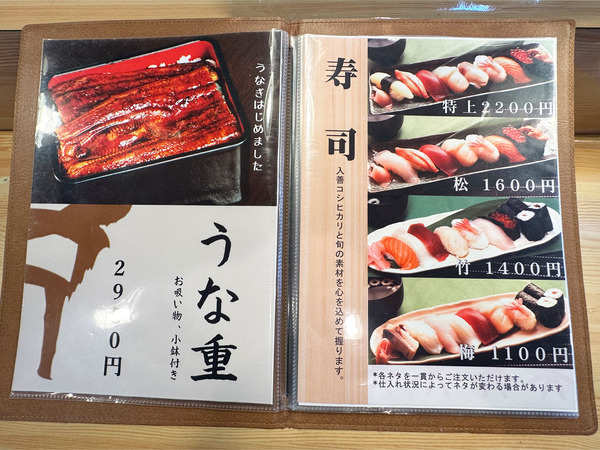 うなぎはじめました
うな重
お吸い物、小鉢付き
寿司
入善コシヒカリと旬の素材を心を込めて握ります。
特上2200円
松 1600円
竹 1400円
梅 1100円
*各ネタを一貫からご注文いただけます。
*仕入れ状況によってネタが変わる場合があります